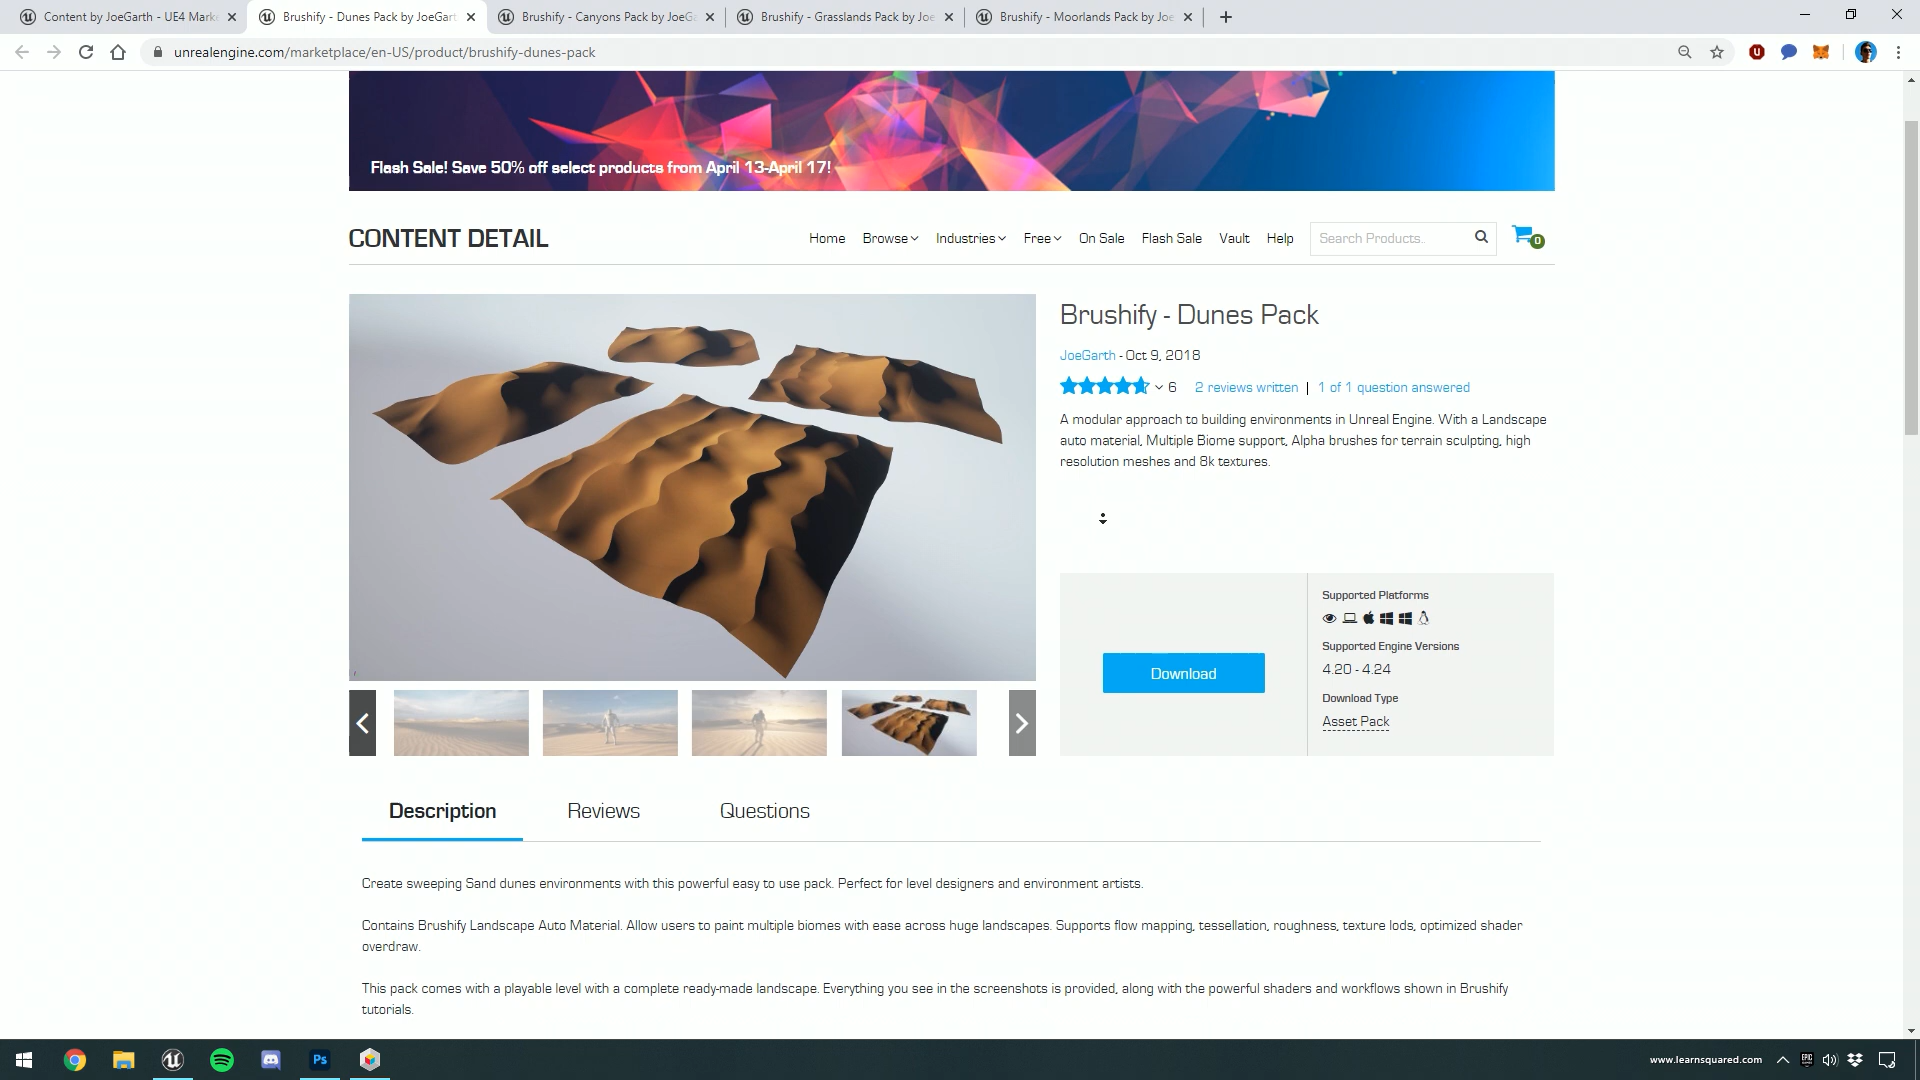 Content by JoeGarth - UE4 Mark
Brushify - Dunes Pack by JoeGart
Brushify - Canyons Pack by JoeG
Brushify - Grasslands Pack by Joe
Brushify - Moorlands Pack by Joe
unrealengine.com/marketplace/en-US/product/brushify-dunes-pack
Flash Sale! Save 50% off select products from April 13-April 17!
CONTENT DETAIL
Home Browse Industries Free On Sale Flash Sale Vault Help Search Products.. 0
Brushify - Dunes Pack
JoeGarth - Oct 9, 2018
6 2 reviews written | 1 of 1 question answered
A modular approach to building environments in Unreal Engine. With a Landscape
auto material, Multiple Biome support, Alpha brushes for terrain sculpting, high
resolution meshes and 8k textures.
Download
Supported Platforms
Supported Engine Versions
4.20 - 4.24
Download Type
Asset Pack
Description Reviews Questions
Create sweeping Sand dunes environments with this powerful easy to use pack. Perfect for level designers and environment artists.
Contains Brushify Landscape Auto Material. Allow users to paint multiple biomes with ease across huge landscapes. Supports flow mapping, tessellation, roughness, texture lods, optimized shader
overdraw.
This pack comes with a playable level with a complete ready-made landscape. Everything you see in the screenshots is provided, along with the powerful shaders and workflows shown in Brushify
tutorials.
Ps
www.learnsquared.com
EPIC